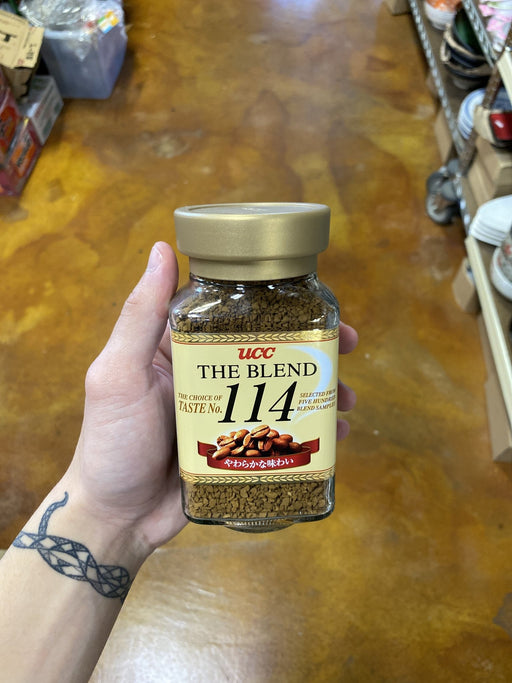 UCC
THE BLEND
THE CHOICE OF
TASTE No.
114
SELECTED FROM
FIVE HUNDRED
BLEND SAMPLES
やわらかな味わい